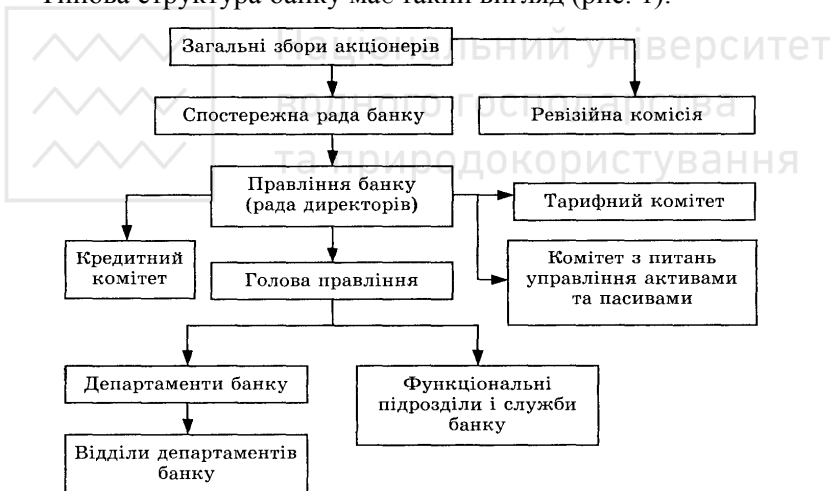 Типова структура банку має такий вигляд (рис. 1).
Національний університет
водного господарства
та природокористування
Загальні збори акціонерів
Спостережна рада банку
Ревізійна комісія
Правління банку
(рада директорів)
Тарифний комітет
Кредитний
комітет
Голова правління
Комітет з питань
управління активами
та пасивами
Департаменти банку
Функціональні
підрозділи і служби
банку
Відділи департаментів
банку